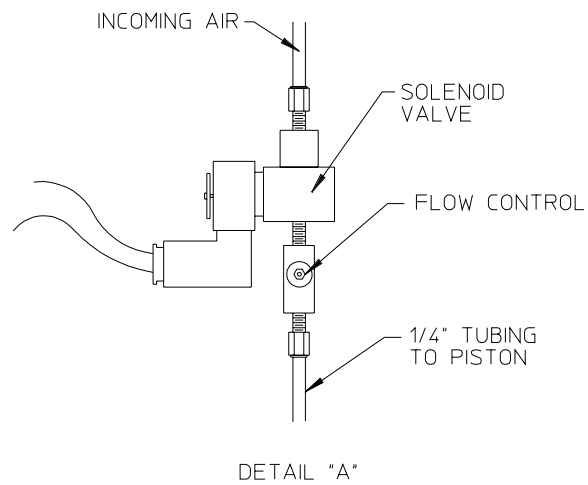 INCOMING AIR
SOLENOID
VALVE
FLOW CONTROL
1/4" TUBING
TO PISTON
DETAIL "A"